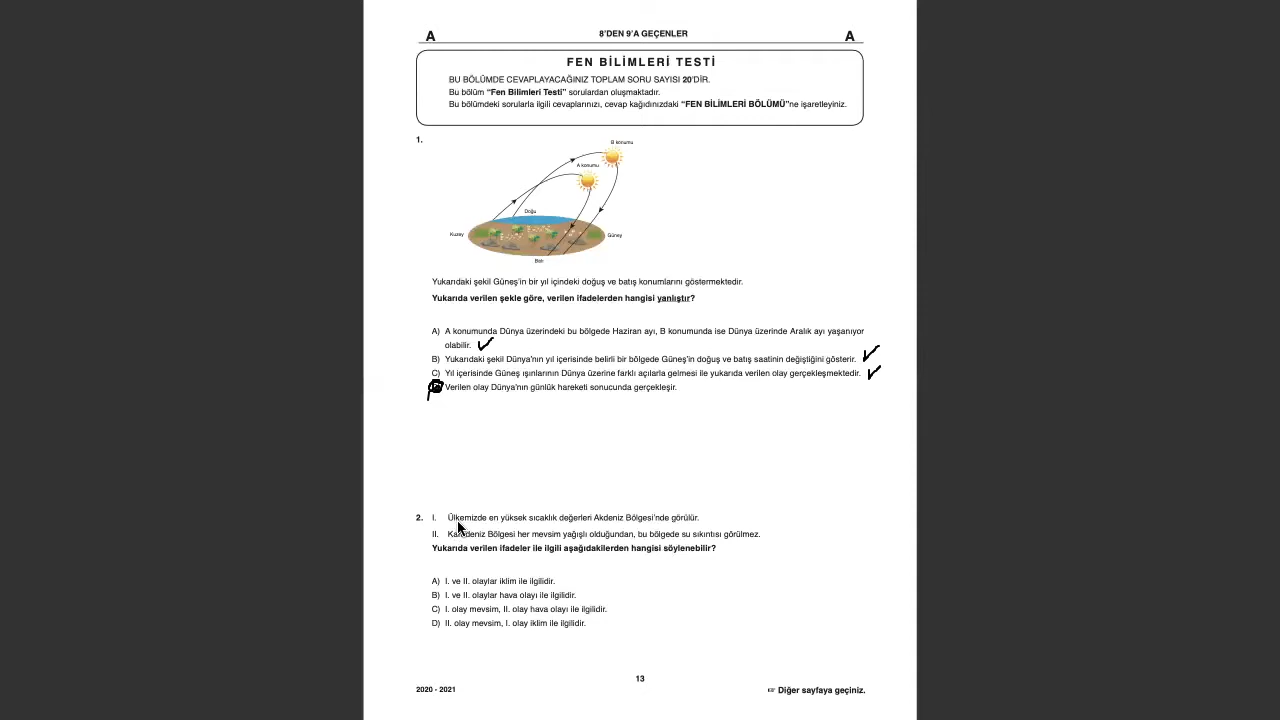 A 8’DEN 9’A GEÇENLER A
FEN BİLİMLERİ TESTİ
BU BÖLÜMDE CEVAPLAYACAĞINIZ TOPLAM SORU SAYISI 20’DİR.
Bu bölüm “Fen Bilimleri Testi” sorulardan oluşmaktadır.
Bu bölümdeki sorularla ilgili cevaplarınızı, cevap kağıdınızdaki “FEN BİLİMLERİ BÖLÜMÜ”ne işaretleyiniz.
1.
B konumu
A konumu
Doğu
Kuzey
Güney
Batı
Yukarıdaki şekil Güneş’in bir yıl içindeki doğuş ve batış konumlarını göstermektedir.
Yukarıda verilen şekle göre, verilen ifadelerden hangisi yanlıştır?
A) A konumunda Dünya üzerindeki bu bölgede Haziran ayı, B konumunda ise Dünya üzerinde Aralık ayı yaşanıyor
olabilir.
B) Yukarıdaki şekil Dünya’nın yıl içerisinde belirli bir bölgede Güneş’in doğuş ve batış saatinin değiştiğini gösterir.
C) Yıl içerisinde Güneş ışınlarının Dünya üzerine farklı açılarla gelmesi ile yukarıda verilen olay gerçekleşmektedir.
Verilen olay Dünya’nın günlük hareketi sonucunda gerçekleşir.
2. I. Ülkemizde en yüksek sıcaklık değerleri Akdeniz Bölgesi’nde görülür.
II. Karadeniz Bölgesi her mevsim yağışlı olduğundan, bu bölgede su sıkıntısı görülmez.
Yukarıda verilen ifadeler ile ilgili aşağıdakilerden hangisi söylenebilir?
A) I. ve II. olaylar iklim ile ilgilidir.
B) I. ve II. olaylar hava olayı ile ilgilidir.
C) I. olay mevsim, II. olay hava olayı ile ilgilidir.
D) II. olay mevsim, I. olay iklim ile ilgilidir.
13
2020 - 2021
☞ Diğer sayfaya geçiniz.